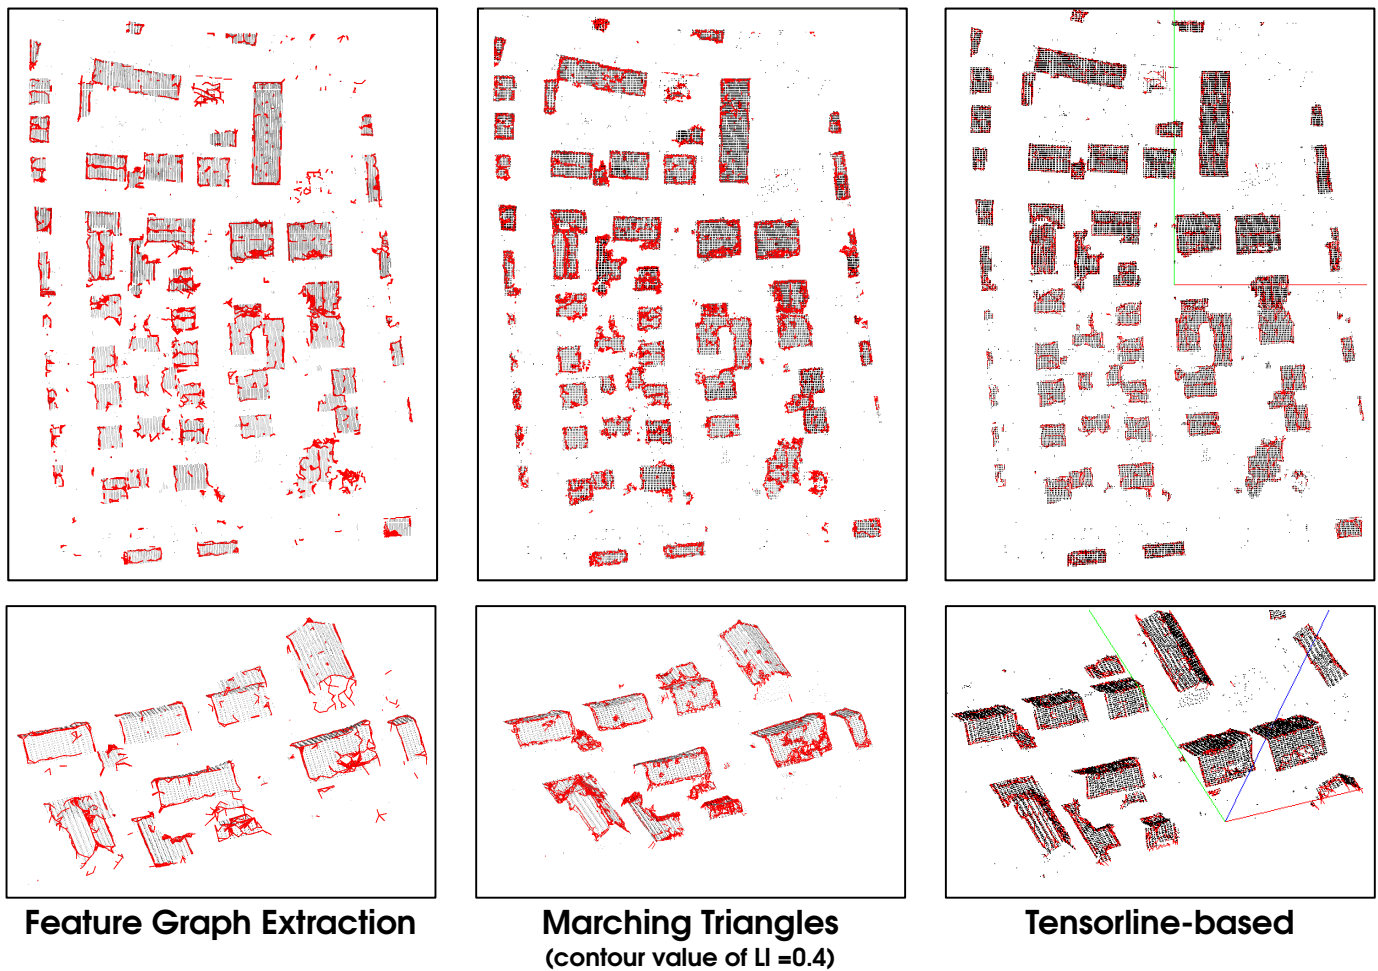 Feature Graph Extraction
Marching Triangles
(contour value of LI =0.4)
Tensorline-based